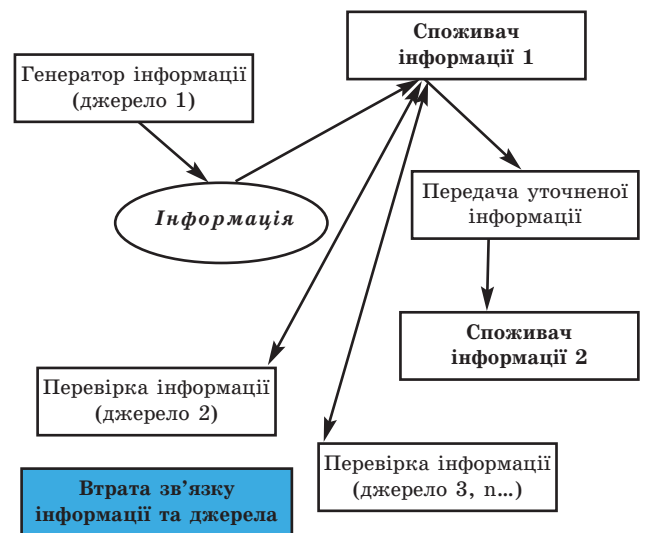 Споживач
інформації 1
Генератор інформації
(джерело 1)
Інформація
Передача уточненої
інформації
Споживач
інформації 2
Перевірка інформації
(джерело 2)
Перевірка інформації
(джерело 3, n...)
Втрата зв'язку
інформації та джерела